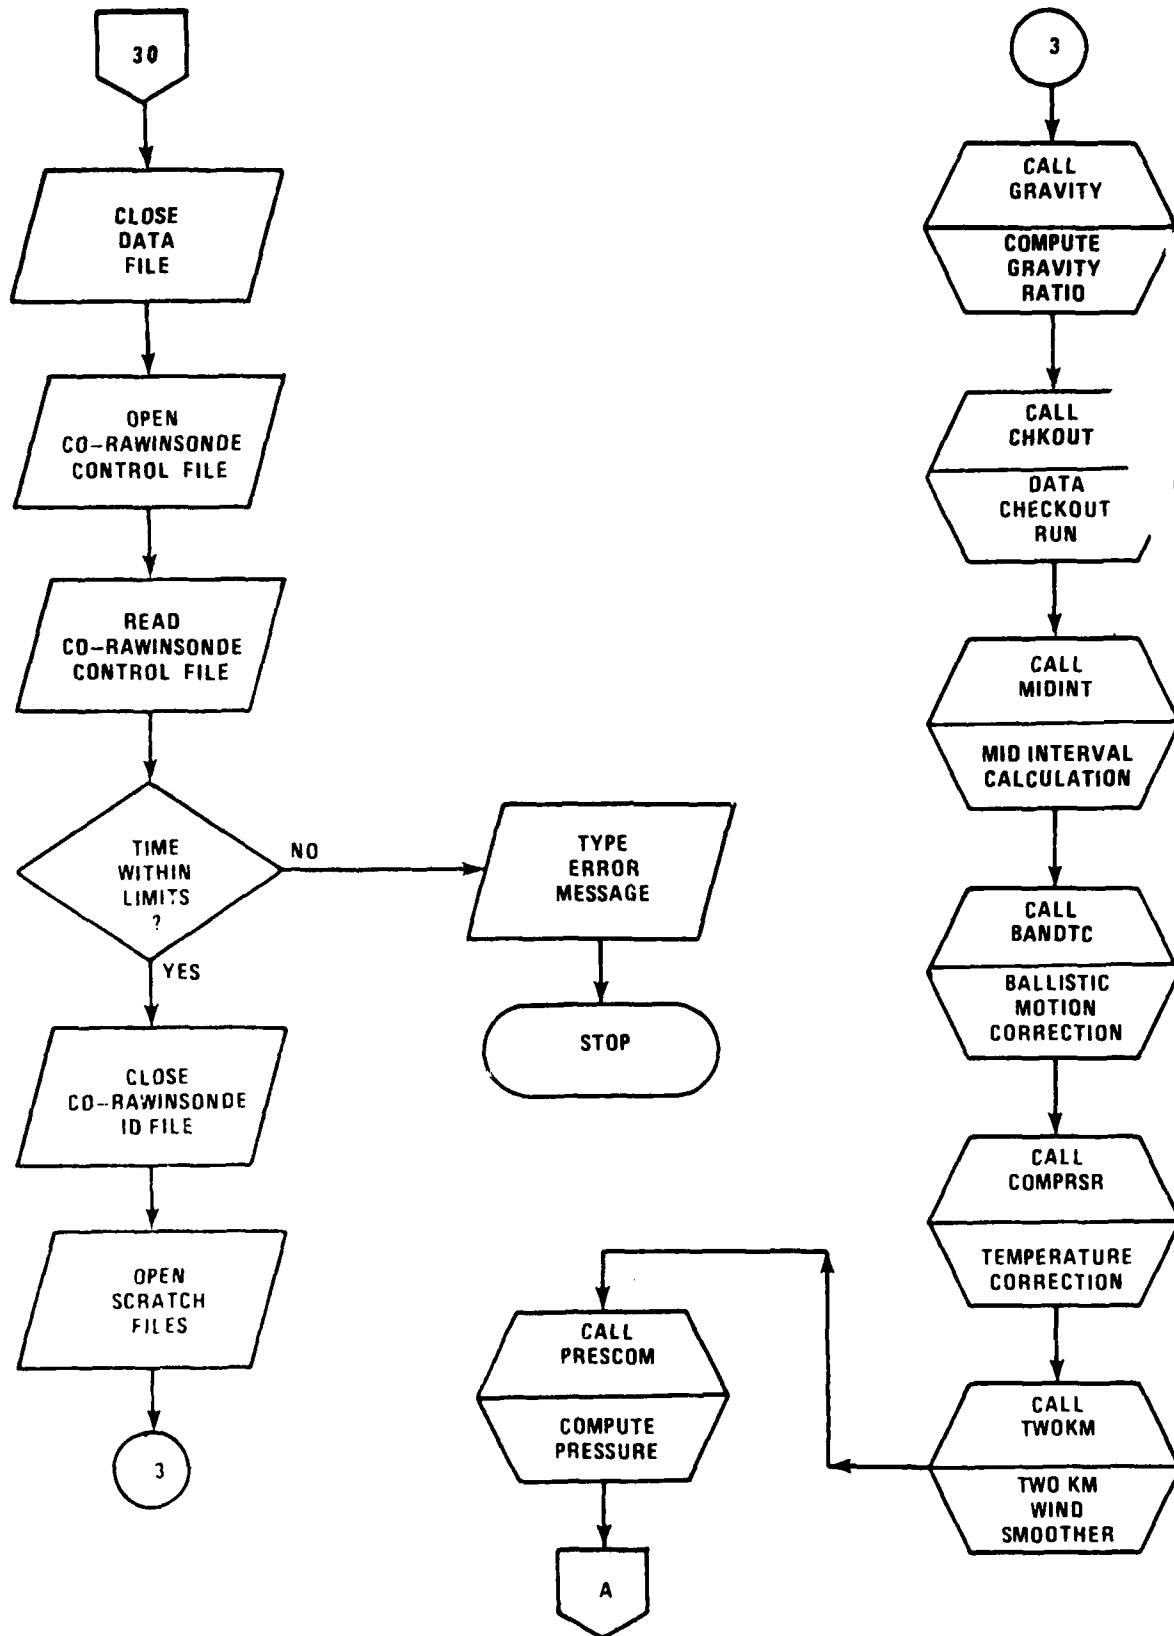 30
CLOSE
DATA
FILE
OPEN
CO-RAWINSONDE
CONTROL FILE
READ
CO-RAWINSONDE
CONTROL FILE
TIME
WITHIN
LIMITS
?
NO
YES
TYPE
ERROR
MESSAGE
STOP
CLOSE
CO-RAWINSONDE
ID FILE
OPEN
SCRATCH
FILES
3
3
CALL
GRAVITY
COMPUTE
GRAVITY
RATIO
CALL
CHKOUT
DATA
CHECKOUT
RUN
CALL
MIDINT
MID INTERVAL
CALCULATION
CALL
BANDTC
BALLISTIC
MOTION
CORRECTION
CALL
COMPRSR
TEMPERATURE
CORRECTION
CALL
TWOKM
TWO KM
WIND
SMOOTHER
CALL
PRESCOM
COMPUTE
PRESSURE
A